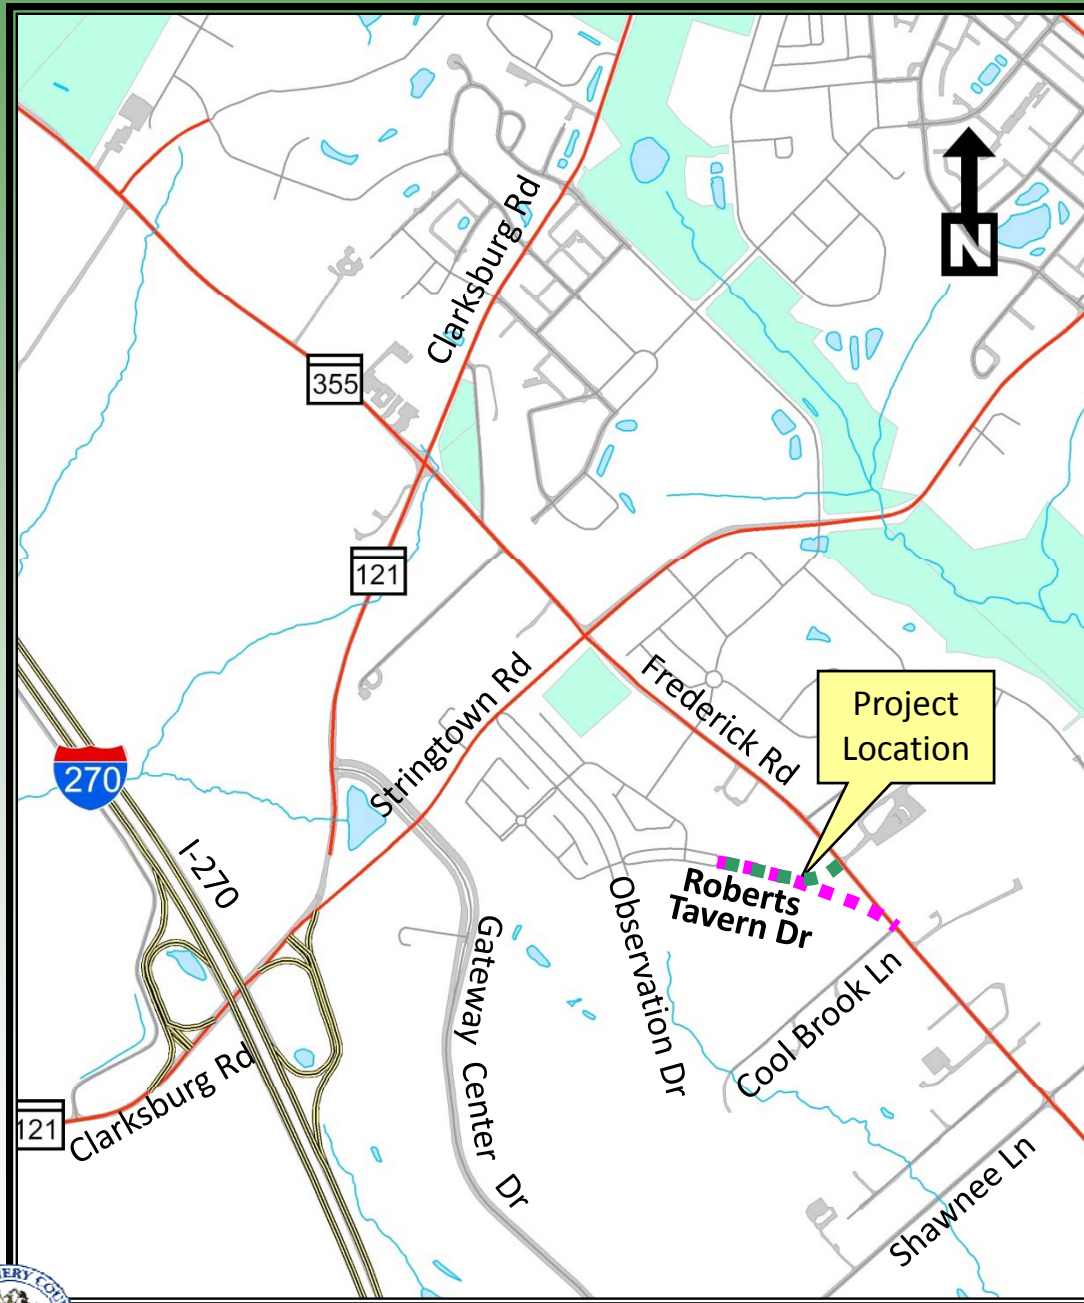 Clarksburg Rd
N
355
121
Stringtown Rd
Frederick Rd
Project
Location
270
I-270
Roberts
Tavern Dr
Observation Dr
Gateway Center Dr
Cool Brook Ln
Clarksburg Rd
121
Shawnee Ln